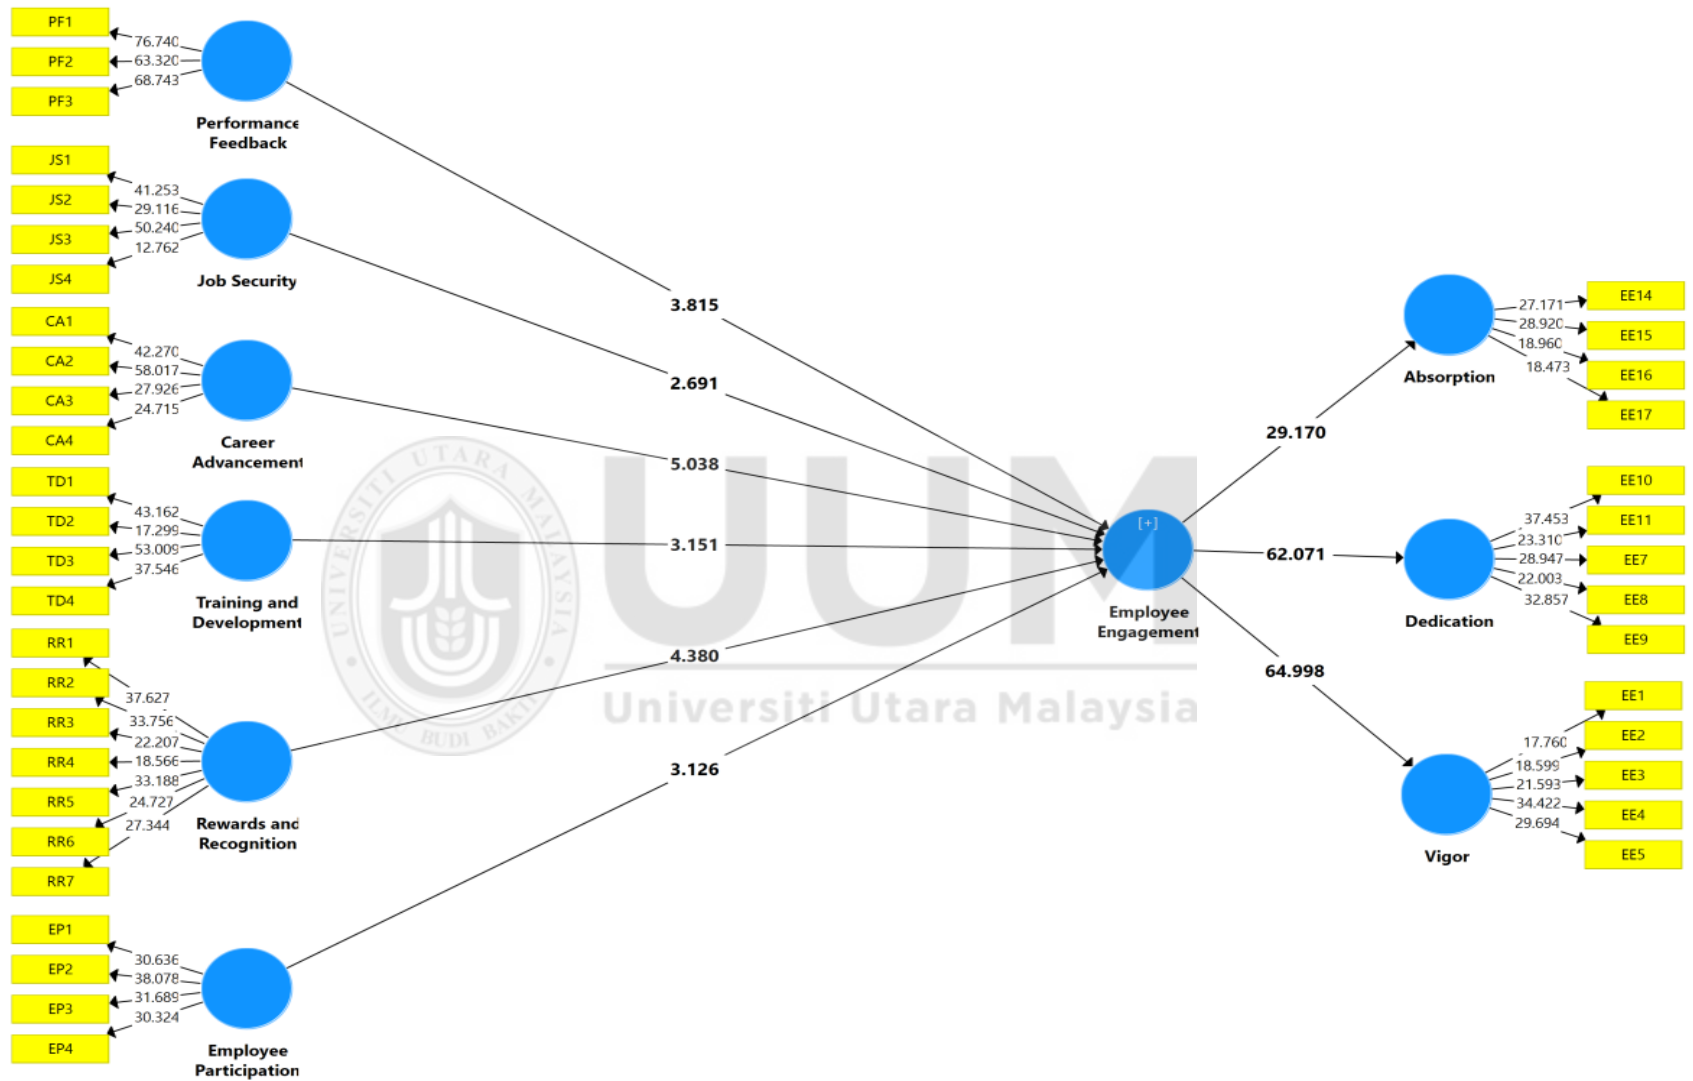 PF1
76.740
PF2
63.320
68.743
PF3
Performance
Feedback
JS1
41.253
JS2
29.116
50.240
JS3
12.762
JS4
Job Security
CA1
42.270
CA2
58.017
27.926
CA3
24.715
CA4
Career
Advancement
TD1
43.162
TD2
17.299
53.009
TD3
37.546
TD4
Training and
Development
RR1
RR2
37.627
33.756
RR3
22.207
RR4
18.566
33.188
RR5
24.727
27.344
RR6
RR7
Rewards and
Recognition
EP1
30.636
EP2
38.078
31.689
EP3
30.324
EP4
Employee
Participation
3.815
2.691
5.038
3.151
4.380
3.126
UNIVERSITI UTARA MALAYSIA
ILMU BUDI BAKTI
UUM
Universiti Utara Malaysia
[+]
Employee
Engagement
29.170
62.071
64.998
Absorption
27.171
28.920
18.960
18.473
EE14
EE15
EE16
EE17
Dedication
37.453
23.310
28.947
22.003
32.857
EE10
EE11
EE7
EE8
EE9
Vigor
17.760
18.599
21.593
34.422
29.694
EE1
EE2
EE3
EE4
EE5